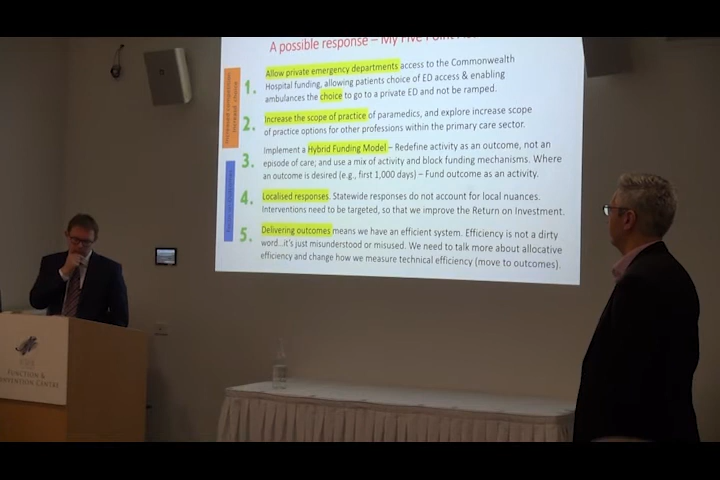 A possible response – My Five Point
Allow private emergency departments access to the Commonwealth
Hospital funding, allowing patients choice of ED access & enabling
1. ambulances the choice to go to a private ED and not be ramped.
2. Increase the scope of practice of paramedics, and explore increase scope
of practice options for other professions within the primary care sector.
Implement a Hybrid Funding Model – Redefine activity as an outcome, not an
3. episode of care; and use a mix of activity and block funding mechanisms. Where
an outcome is desired (e.g., first 1,000 days) – Fund outcome as an activity.
4. Localised responses. Statewide responses do not account for local nuances.
Interventions need to be targeted, so that we improve the Return on Investment.
Delivering outcomes means we have an efficient system. Efficiency is not a dirty
5. word...it's just misunderstood or misused. We need to talk more about allocative
efficiency and change how we measure technical efficiency (move to outcomes).
FUNCTION &
CENTRE